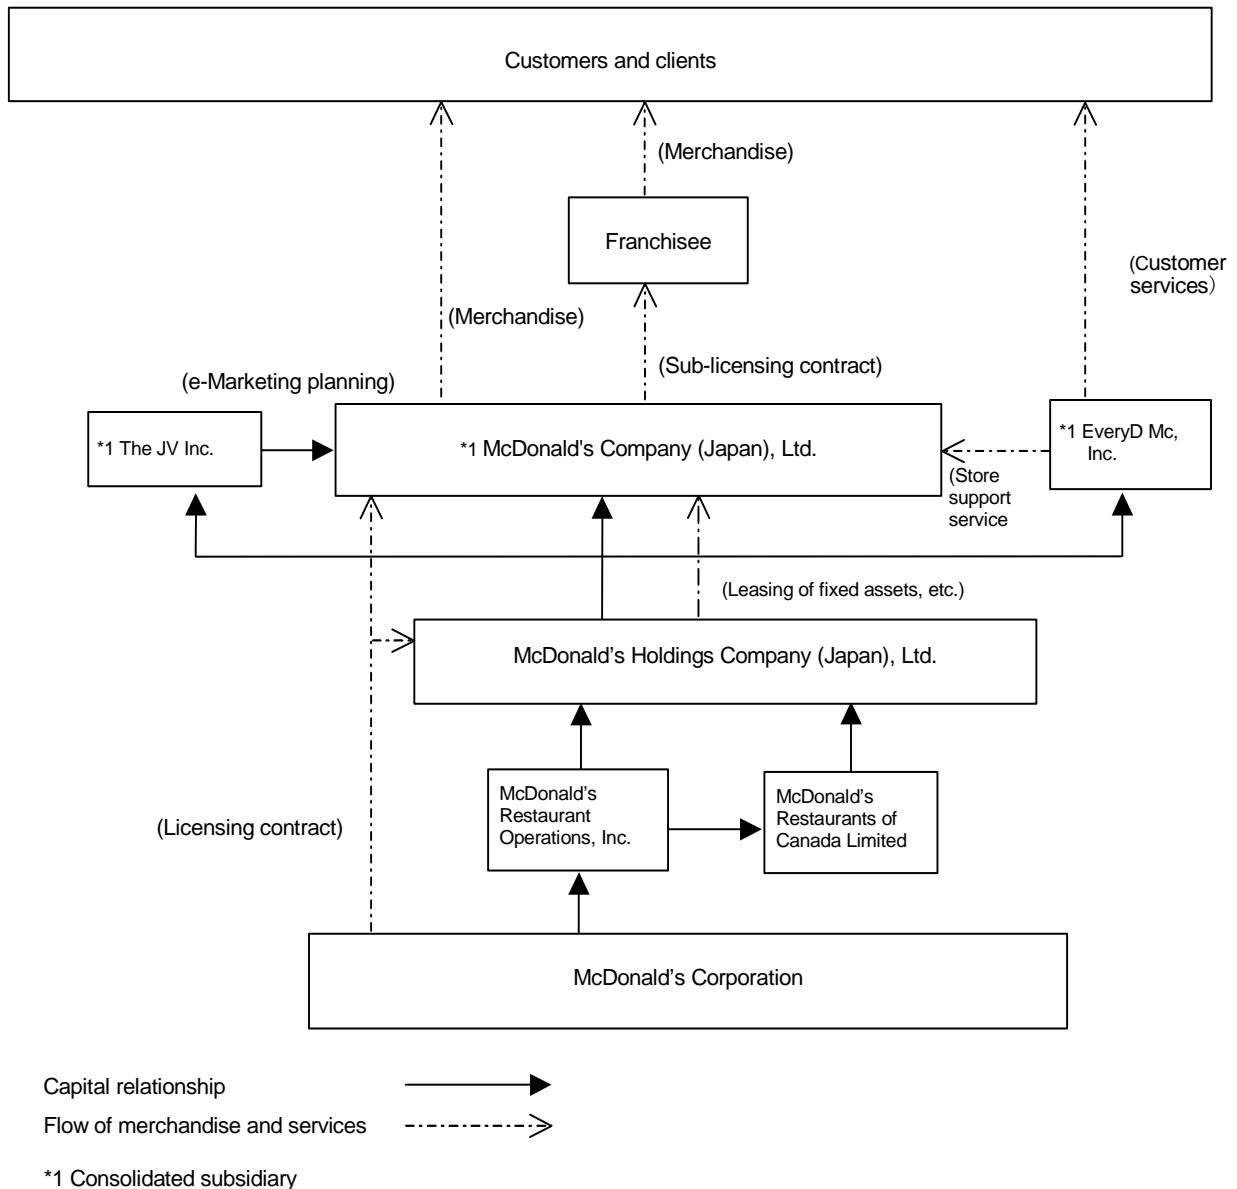 Customers and clients
(Merchandise)
Franchisee
(Customer
services）
(Merchandise)
(Sub-licensing contract)
(e-Marketing planning)
*1 The JV Inc.
*1 McDonald's Company (Japan), Ltd.
*1 EveryD Mc,
Inc.
(Store
support
service
(Leasing of fixed assets, etc.)
McDonald’s Holdings Company (Japan), Ltd.
McDonald’s
Restaurant
Operations, Inc.
McDonald’s
Restaurants of
Canada Limited
(Licensing contract)
McDonald’s Corporation
Capital relationship
Flow of merchandise and services
*1 Consolidated subsidiary